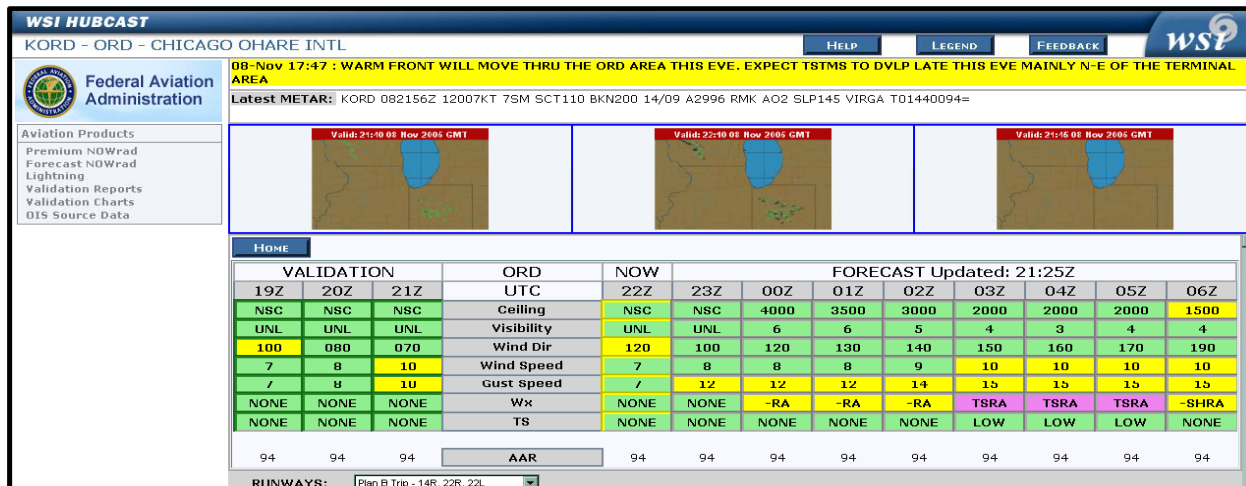 WSI HUBCAST
KORD - ORD - CHICAGO OHARE INTL
HELP LEGEND FEEDBACK wsi
Federal Aviation
Administration
08-Nov 17:47 : WARM FRONT WILL MOVE THRU THE ORD AREA THIS EVE. EXPECT TSTMS TO DVLP LATE THIS EVE MAINLY N-E OF THE TERMINAL
AREA
Latest METAR: KORD 082156Z 12007KT 7SM SCT110 BKN200 14/09 A2996 RMK AO2 SLP145 VIRGA T01440094=
Aviation Products
Premium NOWrad
Forecast NOWrad
Lightning
Validation Reports
Validation Charts
OIS Source Data
Valid: 21:40 08 Nov 2005 GMT
Valid: 22:40 08 Nov 2005 GMT
Valid: 21:45 08 Nov 2005 GMT
HOME
VALIDATION ORD NOW FORECAST Updated: 21:25Z
19Z 20Z 21Z UTC 22Z 23Z 00Z 01Z 02Z 03Z 04Z 05Z 06Z
NSC NSC NSC Ceiling NSC NSC 4000 3500 3000 2000 2000 2000 1500
UNL UNL UNL Visibility UNL UNL 6 6 5 4 3 4 4
100 080 070 Wind Dir 120 100 120 130 140 150 160 170 190
7 8 10 Wind Speed 7 8 8 8 9 10 10 10 10
7 8 10 Gust Speed 7 12 12 12 14 15 15 15 15
NONE NONE NONE Wx NONE NONE -RA -RA -RA TSRA TSRA TSRA -SHRA
NONE NONE NONE TS NONE NONE NONE NONE NONE LOW LOW LOW NONE
94 94 94 AAR 94 94 94 94 94 94 94 94 94
RUNWAYS: Plan B Trip - 14R, 22R, 22L